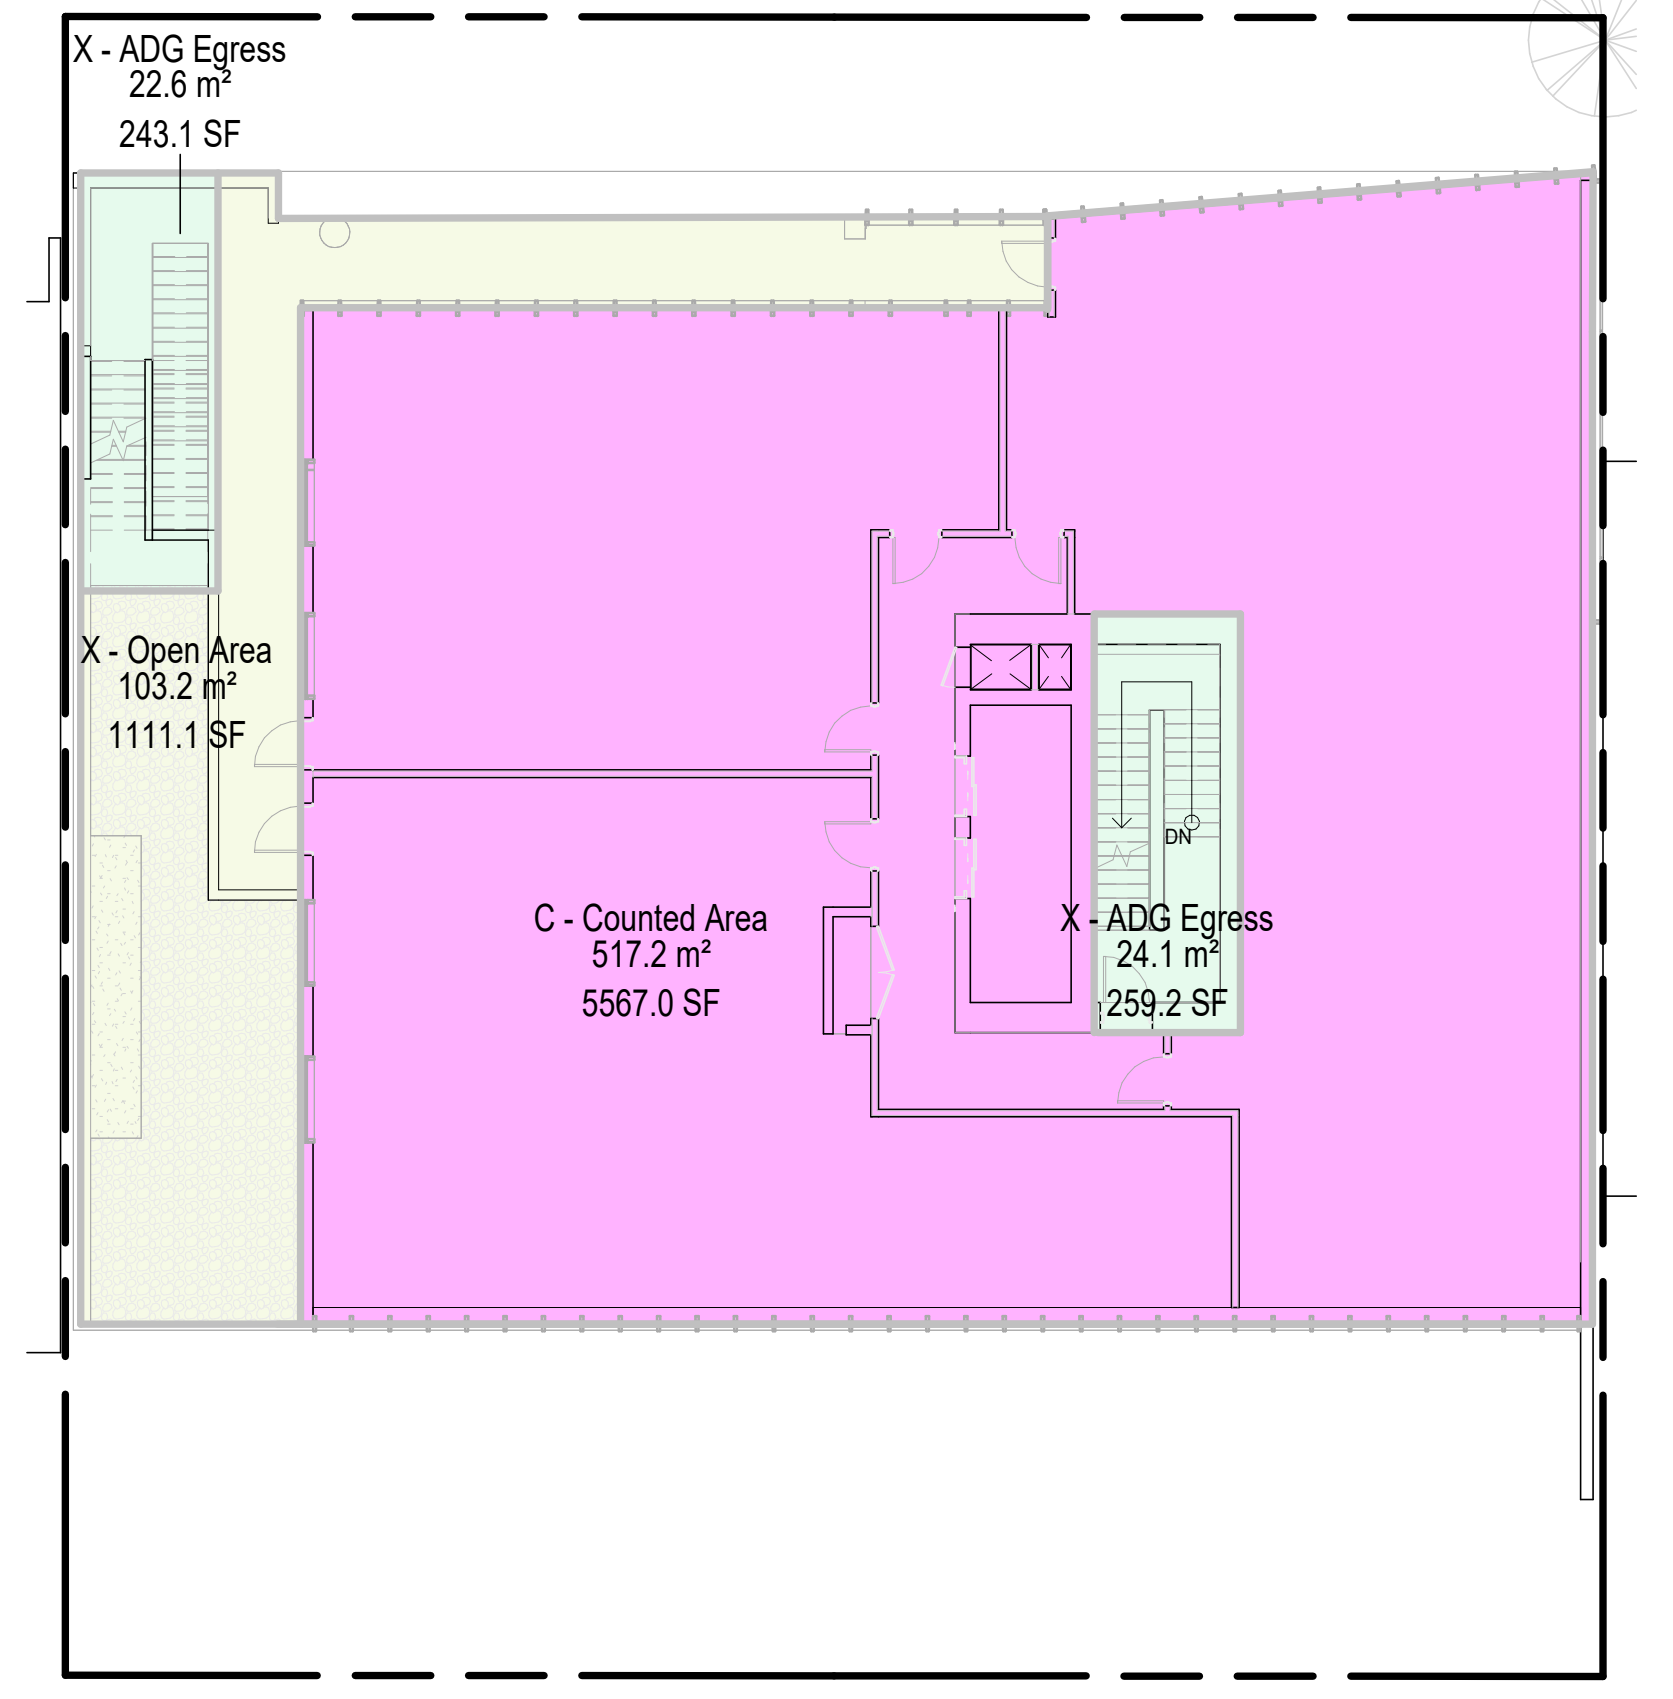 X - ADG Egress
22.6 m²
243.1 SF
X - Open Area
103.2 m²
1111.1 SF
DN
C - Counted Area
517.2 m²
5567.0 SF
X - ADG Egress
24.1 m²
259.2 SF